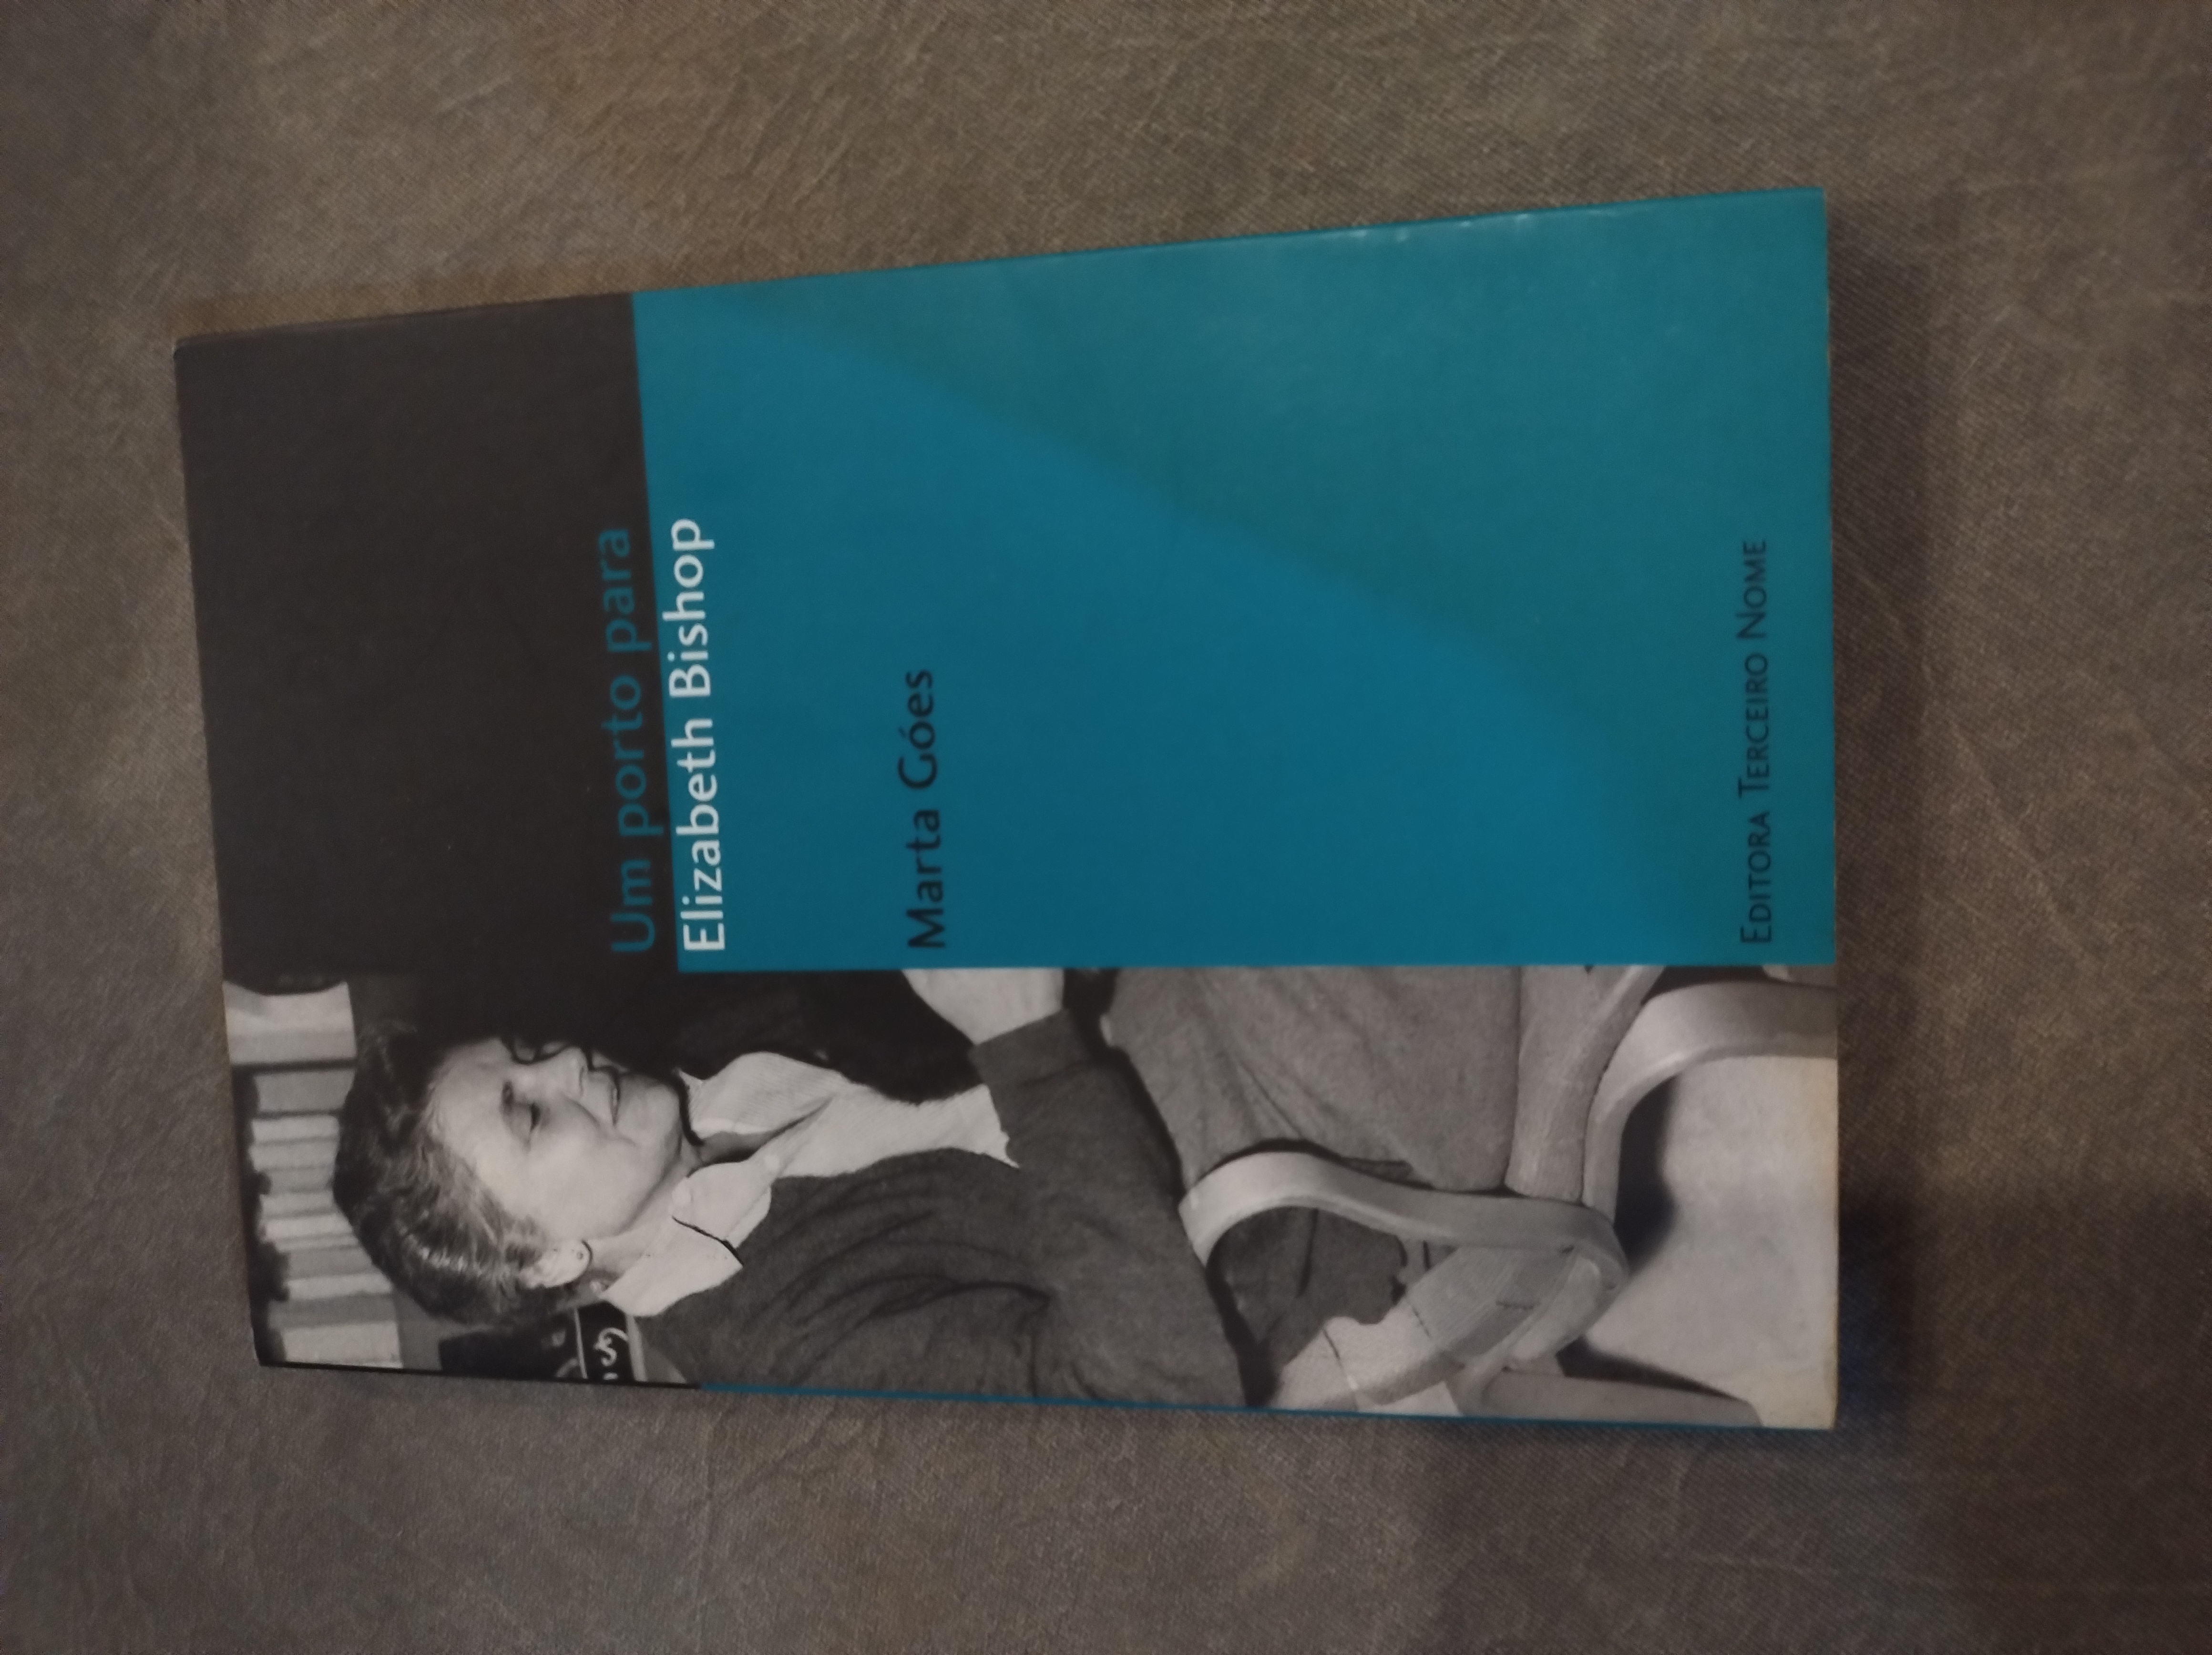 Um porto para
Elizabeth Bishop
Marta Góes
Editora Terceiro Nome